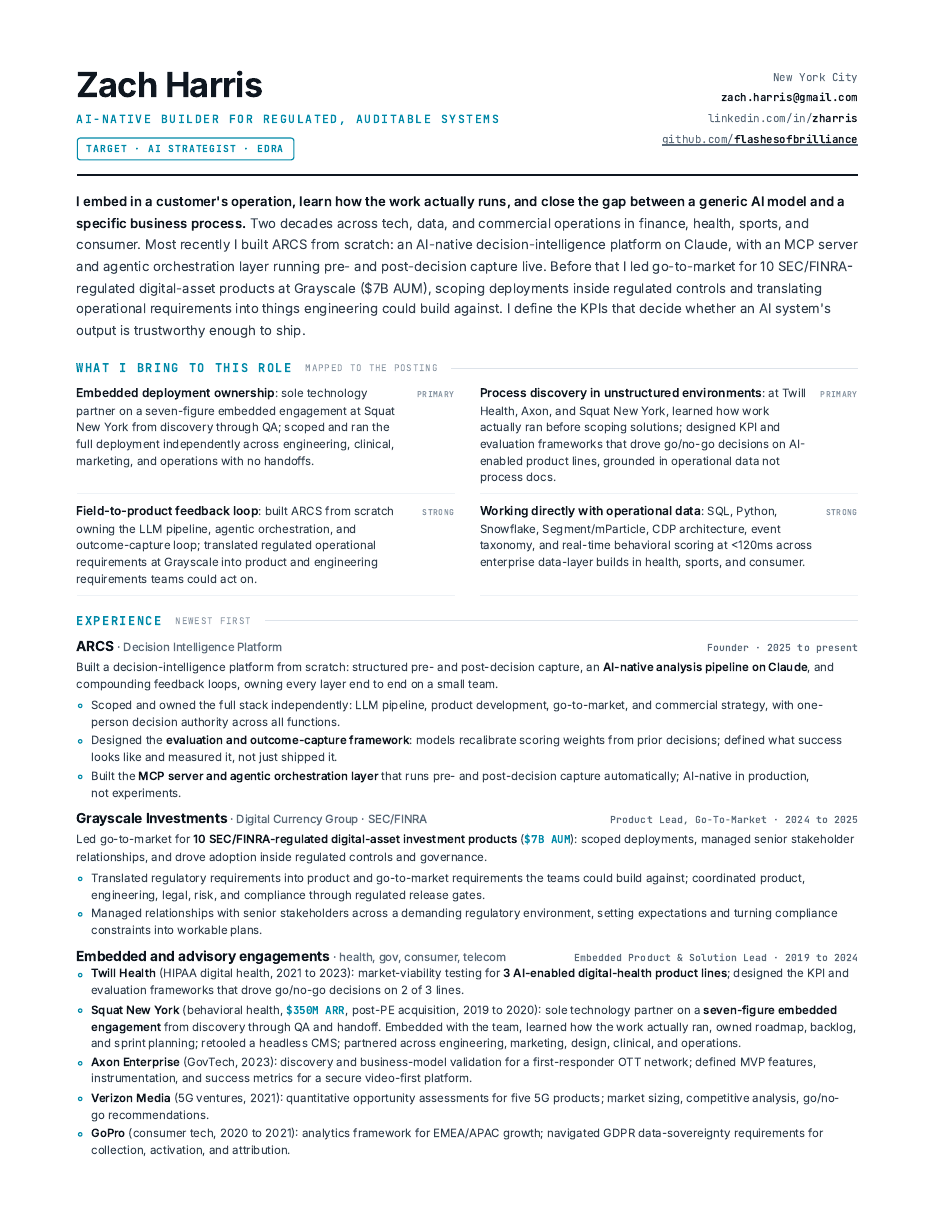 Zach Harris
AI-NATIVE BUILDER FOR REGULATED, AUDITABLE SYSTEMS
TARGET · AI STRATEGIST · EDRA
New York City
zach.harris@gmail.com
linkedin.com/in/zharris
github.com/flashesofbrilliance
I embed in a customer's operation, learn how the work actually runs, and close the gap between a generic AI model and a
specific business process. Two decades across tech, data, and commercial operations in finance, health, sports, and
consumer. Most recently I built ARCS from scratch: an AI-native decision-intelligence platform on Claude, with an MCP server
and agentic orchestration layer running pre- and post-decision capture live. Before that I led go-to-market for 10 SEC/FINRA-
regulated digital-asset products at Grayscale ($7B AUM), scoping deployments inside regulated controls and translating
operational requirements into things engineering could build against. I define the KPIs that decide whether an AI system's
output is trustworthy enough to ship.
WHAT I BRING TO THIS ROLE MAPPED TO THE POSTING
Embedded deployment ownership: sole technology PRIMARY
partner on a seven-figure embedded engagement at Squat
New York from discovery through QA; scoped and ran the
full deployment independently across engineering, clinical,
marketing, and operations with no handoffs.
Process discovery in unstructured environments: at Twill PRIMARY
Health, Axon, and Squat New York, learned how work
actually ran before scoping solutions; designed KPI and
evaluation frameworks that drove go/no-go decisions on AI-
enabled product lines, grounded in operational data not
process docs.
Field-to-product feedback loop: built ARCS from scratch STRONG
owning the LLM pipeline, agentic orchestration, and
outcome-capture loop; translated regulated operational
requirements at Grayscale into product and engineering
requirements teams could act on.
Working directly with operational data: SQL, Python, STRONG
Snowflake, Segment/mParticle, CDP architecture, event
taxonomy, and real-time behavioral scoring at <120ms across
enterprise data-layer builds in health, sports, and consumer.
EXPERIENCE NEWEST FIRST
ARCS · Decision Intelligence Platform Founder · 2025 to present
Built a decision-intelligence platform from scratch: structured pre- and post-decision capture, an AI-native analysis pipeline on Claude, and
compounding feedback loops, owning every layer end to end on a small team.
Scoped and owned the full stack independently: LLM pipeline, product development, go-to-market, and commercial strategy, with one-
person decision authority across all functions.
Designed the evaluation and outcome-capture framework: models recalibrate scoring weights from prior decisions; defined what success
looks like and measured it, not just shipped it.
Built the MCP server and agentic orchestration layer that runs pre- and post-decision capture automatically; AI-native in production,
not experiments.
Grayscale Investments · Digital Currency Group · SEC/FINRA Product Lead, Go-To-Market · 2024 to 2025
Led go-to-market for 10 SEC/FINRA-regulated digital-asset investment products ($7B AUM): scoped deployments, managed senior stakeholder
relationships, and drove adoption inside regulated controls and governance.
Translated regulatory requirements into product and go-to-market requirements the teams could build against; coordinated product,
engineering, legal, risk, and compliance through regulated release gates.
Managed relationships with senior stakeholders across a demanding regulatory environment, setting expectations and turning compliance
constraints into workable plans.
Embedded and advisory engagements · health, gov, consumer, telecom Embedded Product & Solution Lead · 2019 to 2024
Twill Health (HIPAA digital health, 2021 to 2023): market-viability testing for 3 AI-enabled digital-health product lines; designed the KPI and
evaluation frameworks that drove go/no-go decisions on 2 of 3 lines.
Squat New York (behavioral health, $350M ARR, post-PE acquisition, 2019 to 2020): sole technology partner on a seven-figure embedded
engagement from discovery through QA and handoff. Embedded with the team, learned how the work actually ran, owned roadmap, backlog,
and sprint planning; retooled a headless CMS; partnered across engineering, marketing, design, clinical, and operations.
Axon Enterprise (GovTech, 2023): discovery and business-model validation for a first-responder OTT network; defined MVP features,
instrumentation, and success metrics for a secure video-first platform.
Verizon Media (5G ventures, 2021): quantitative opportunity assessments for five 5G products; market sizing, competitive analysis, go/no-
go recommendations.
GoPro (consumer tech, 2020 to 2021): analytics framework for EMEA/APAC growth; navigated GDPR data-sovereignty requirements for
collection, activation, and attribution.